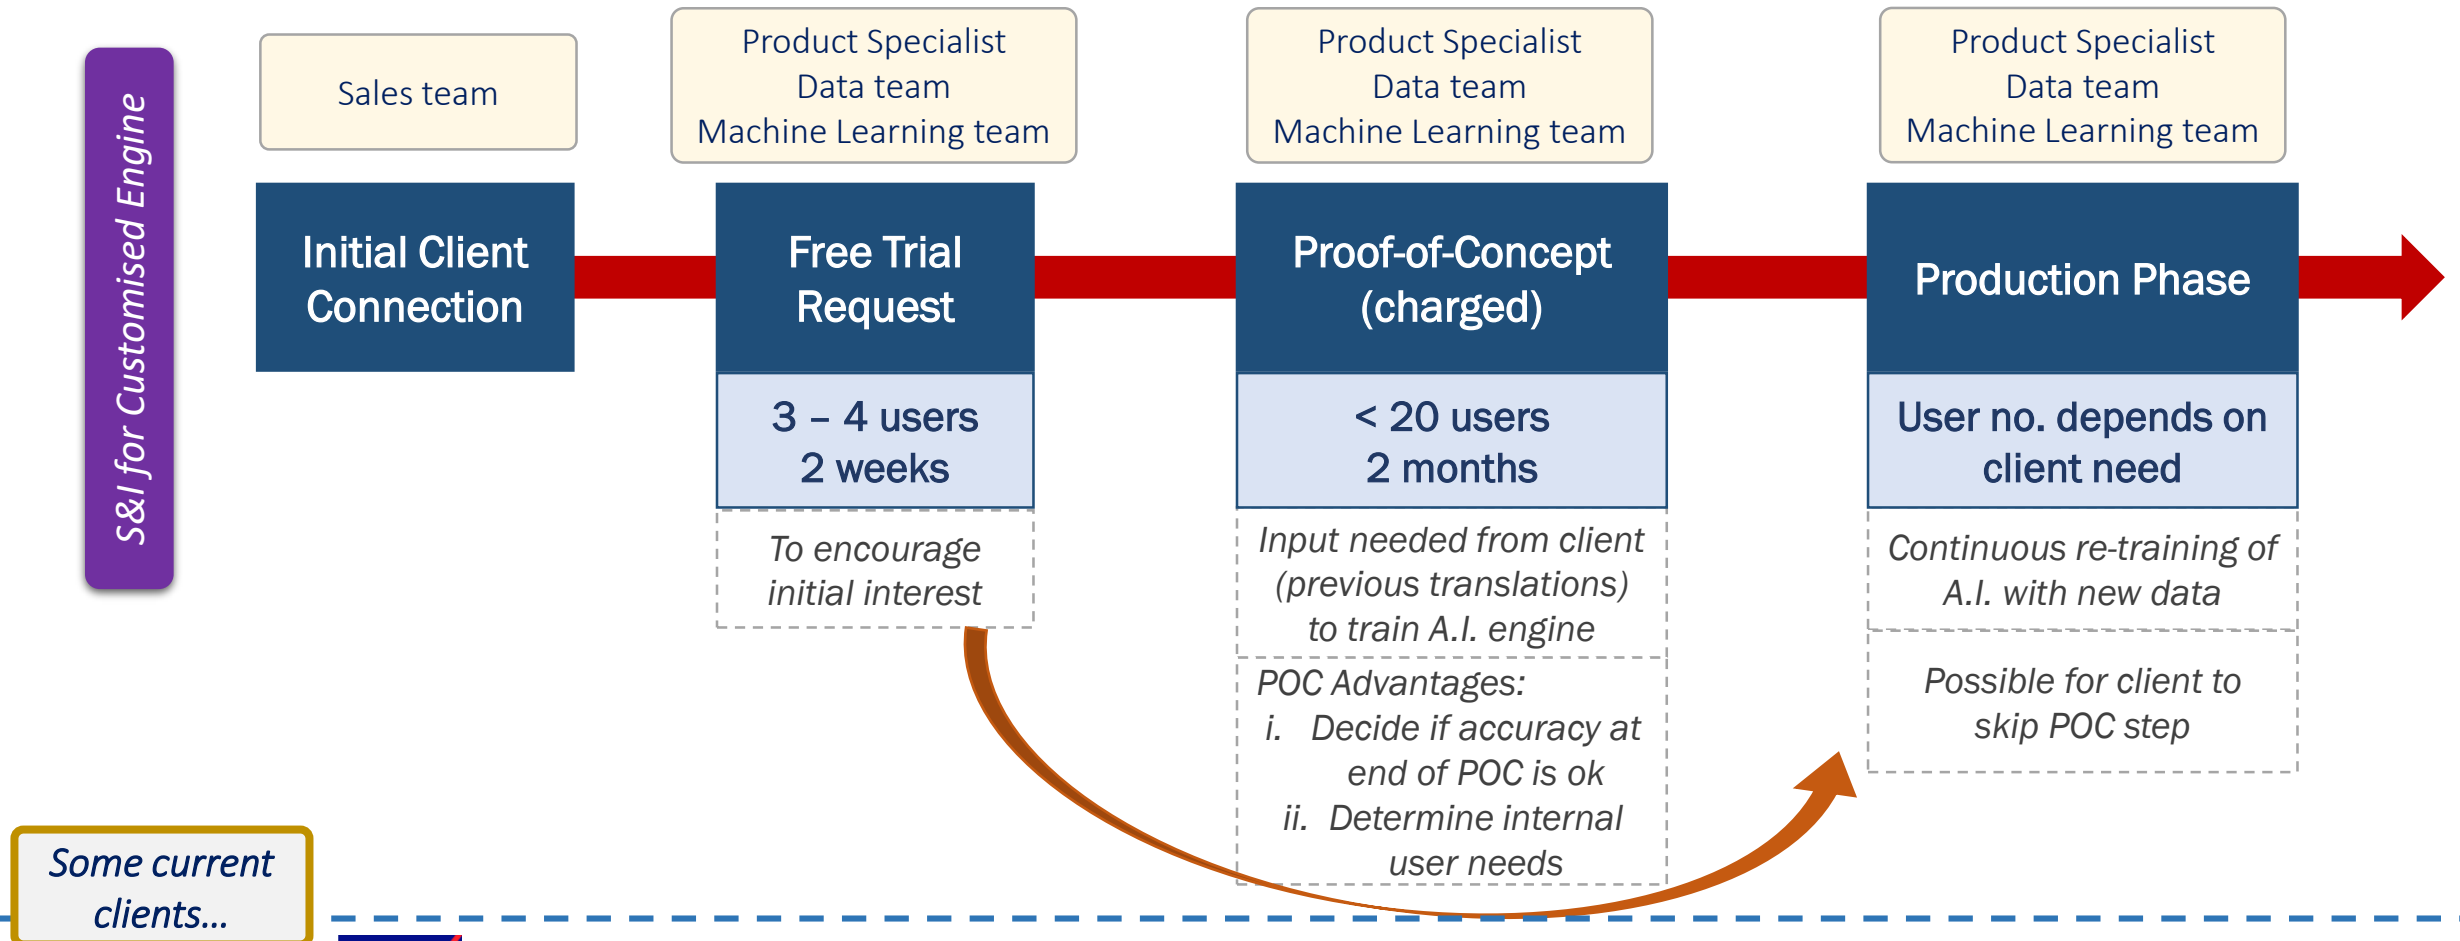 S&I for Customised Engine
Sales team
Product Specialist
Data team
Machine Learning team
Product Specialist
Data team
Machine Learning team
Product Specialist
Data team
Machine Learning team
Initial Client
Connection
Free Trial
Request
Proof-of-Concept
(charged)
Production Phase
3 – 4 users
2 weeks
< 20 users
2 months
User no. depends on
client need
To encourage
initial interest
Input needed from client
(previous translations)
to train A.I. engine
POC Advantages:
i. Decide if accuracy at
end of POC is ok
ii. Determine internal
user needs
Continuous re-training of
A.I. with new data
Possible for client to
skip POC step
Some current
clients...